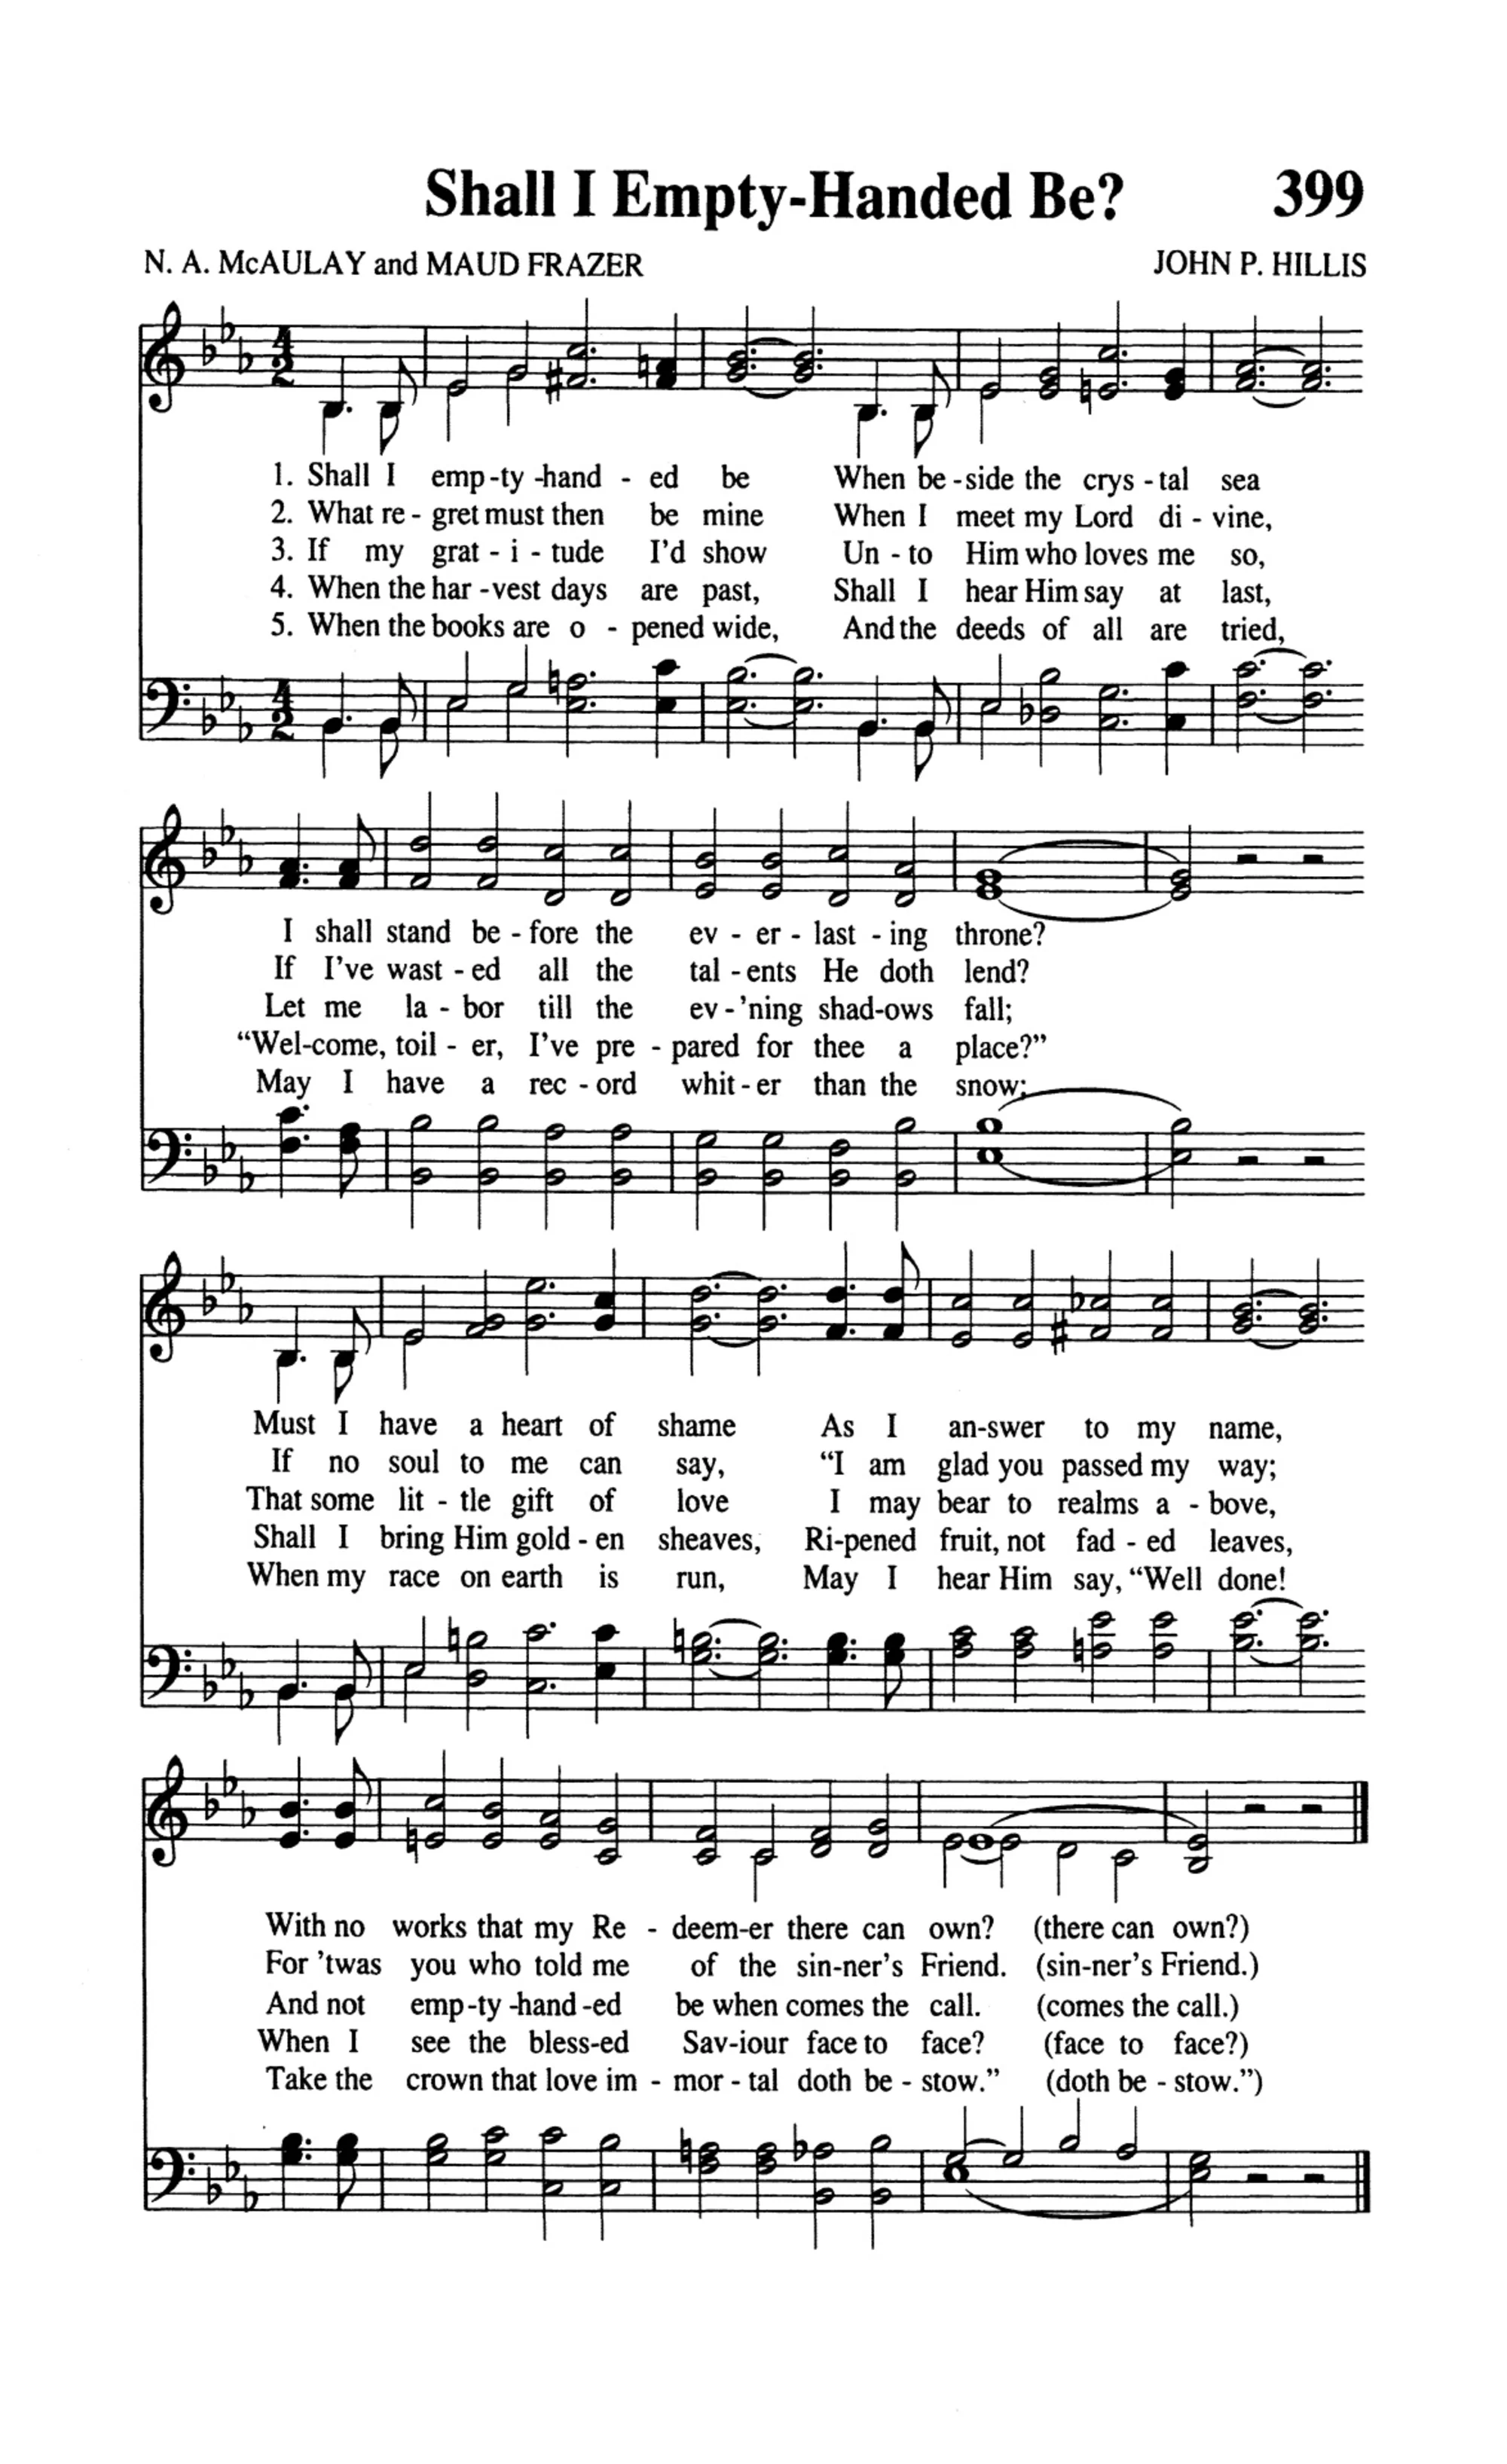 Shall I Empty-Handed Be? 399
N. A. McAULAY and MAUD FRAZER JOHN P. HILLIS
4 2
1. Shall I emp-ty-hand-ed be When be-side the crys-tal sea
2. What re-gret must then be mine When I meet my Lord di-vine,
3. If my grat-i-tude I'd show Un-to Him who loves me so,
4. When the har-vest days are past, Shall I hear Him say at last,
5. When the books are o-pened wide, And the deeds of all are tried,
4 2
I shall stand be-fore the ev-er-last-ing throne?
If I've wast-ed all the tal-ents He doth lend?
Let me la-bor till the ev-'ning shad-ows fall;
“Wel-come, toil-er, I've pre-pared for thee a place?”
May I have a rec-ord whit-er than the snow;
Must I have a heart of shame As I an-swer to my name,
If no soul to me can say, “I am glad you passed my way;
That some lit-tle gift of love I may bear to realms a-bove,
Shall I bring Him gold-en sheaves, Ri-pened fruit, not fad-ed leaves,
When my race on earth is run, May I hear Him say, “Well done!
With no works that my Re-deem-er there can own? (there can own?)
For 'twas you who told me of the sin-ner's Friend. (sin-ner's Friend.)
And not emp-ty-hand-ed be when comes the call. (comes the call.)
When I see the bless-ed Sav-iour face to face? (face to face?)
Take the crown that love im-mor-tal doth be-stow.” (doth be-stow.”)